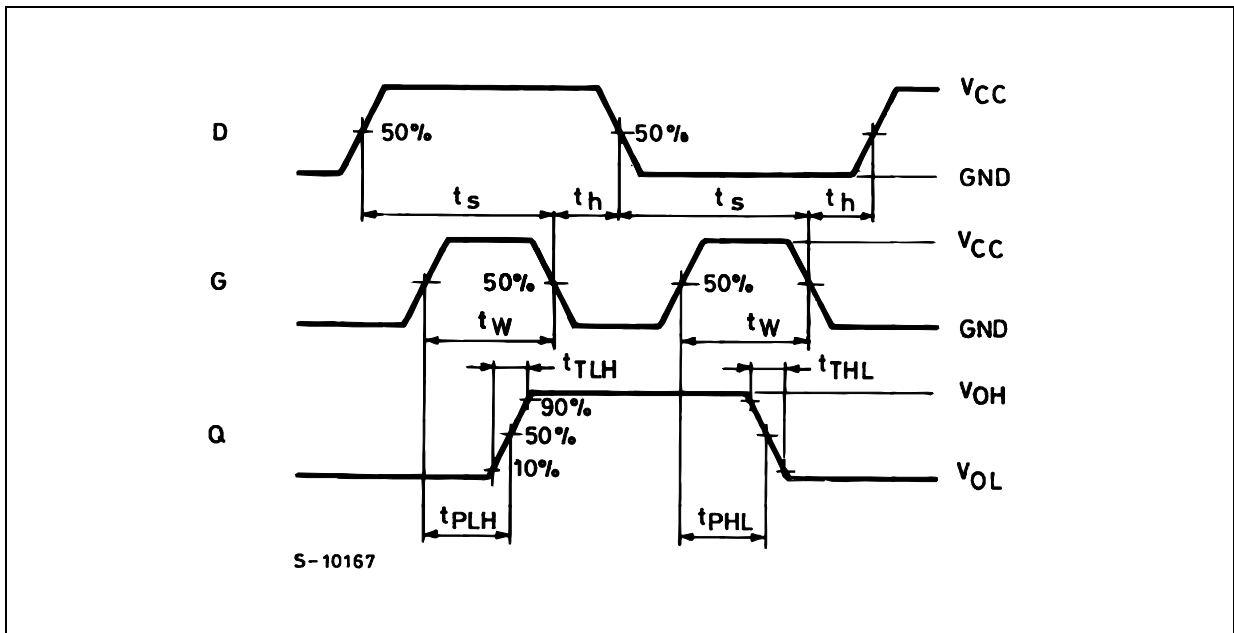 VCC
D 50% 50%
GND
ts th ts th
VCC
G 50% 50%
GND
tW tW
tTLH tTHL
VOH
90%
Q 50%
10%
VOL
tPLH tPHL
S-10167